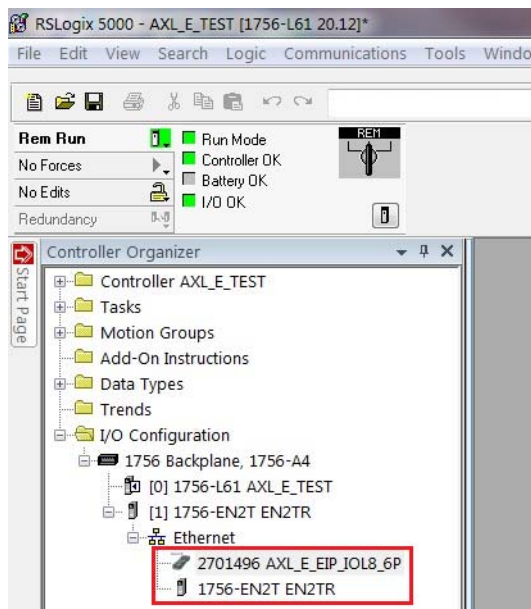 RSLogix 5000 - AXL_E_TEST [1756-L61 20.12]*
File Edit View Search Logic Communications Tools Windo
Rem Run
No Forces
No Edits
Redundancy
Run Mode
Controller OK
Battery OK
I/O OK
REM
Start Page
Controller Organizer
Controller AXL_E_TEST
Tasks
Motion Groups
Add-On Instructions
Data Types
Trends
I/O Configuration
1756 Backplane, 1756-A4
[0] 1756-L61 AXL_E_TEST
[1] 1756-EN2T EN2TR
Ethernet
2701496 AXL_E_EIP_IOL8_6P
1756-EN2T EN2TR